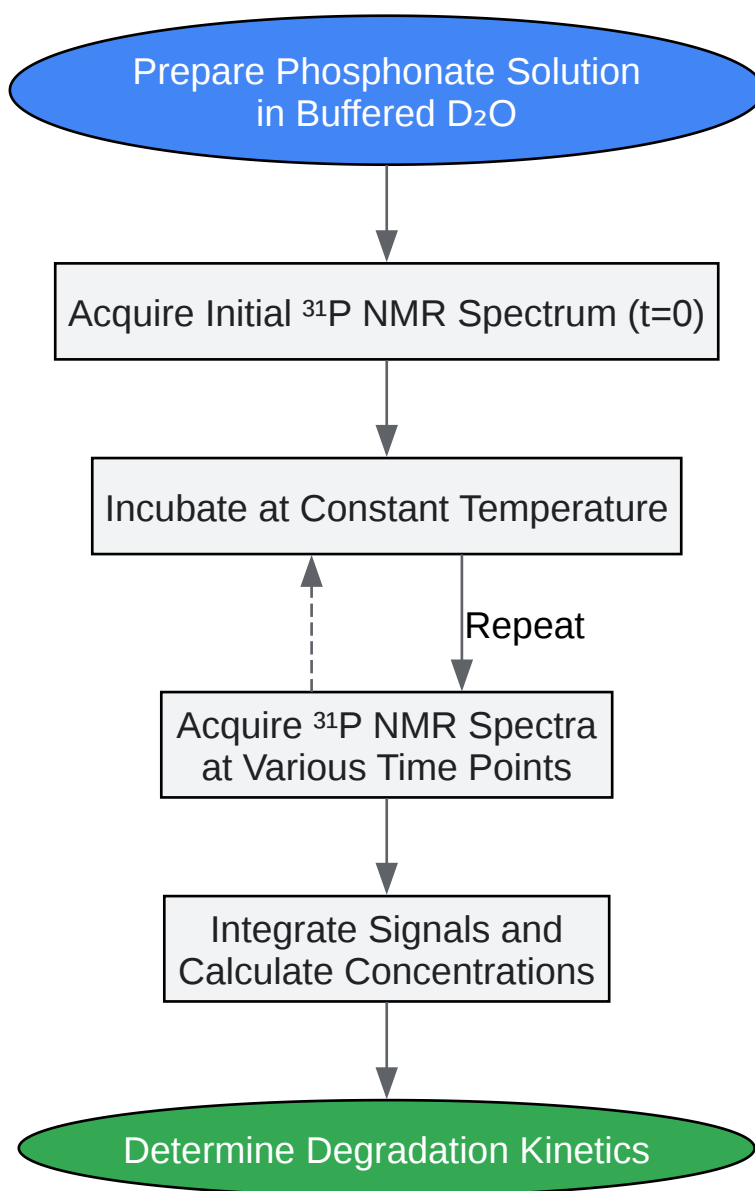 Prepare Phosphonate Solution
in Buffered D₂O
Acquire Initial ³¹P NMR Spectrum (t=0)
Incubate at Constant Temperature
Repeat
Acquire ³¹P NMR Spectra
at Various Time Points
Integrate Signals and
Calculate Concentrations
Determine Degradation Kinetics